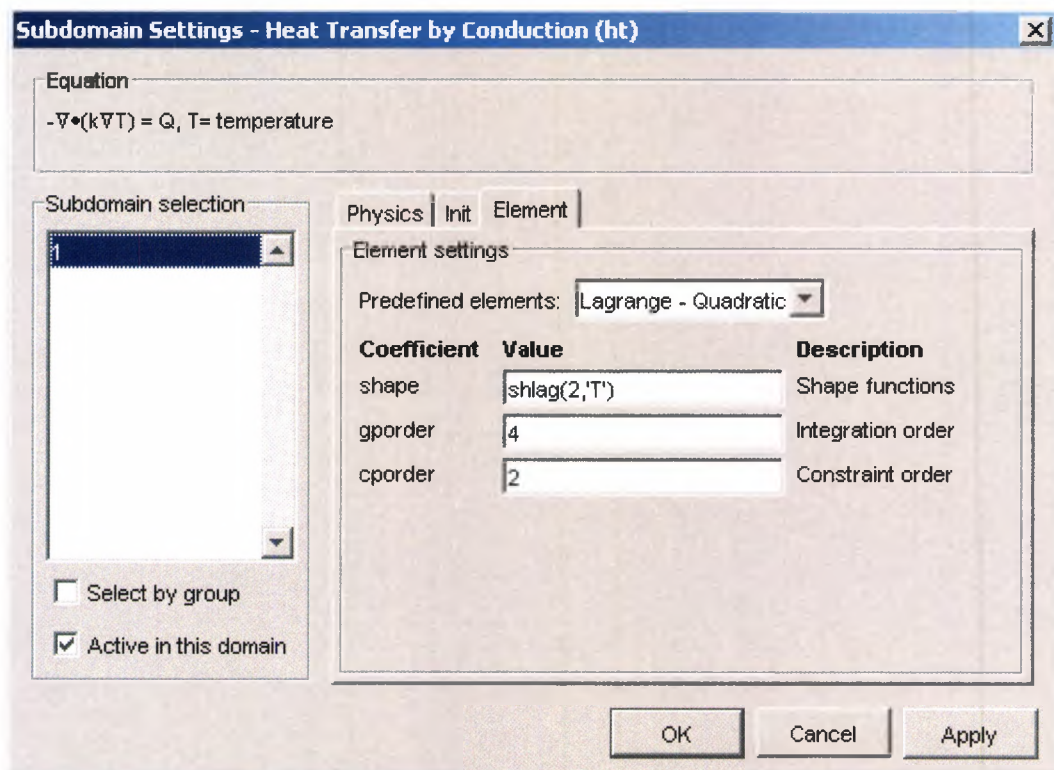 Subdomain Settings - Heat Transfer by Conduction (ht)
Equation
-∇•(k∇T) = Q, T= temperature
Subdomain selection
1
Select by group
Active in this domain
Physics Init Element
Element settings
Predefined elements: Lagrange - Quadratic
Coefficient Value Description
shape shlag(2,'T') Shape functions
gporder 4 Integration order
cporder 2 Constraint order
OK Cancel Apply